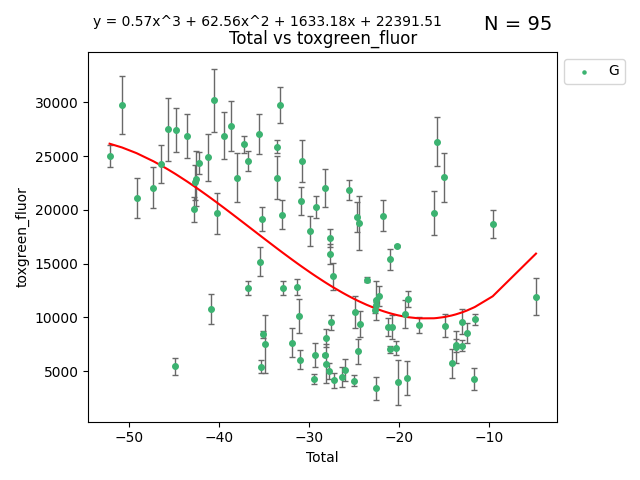 y = 0.57x^3 + 62.56x^2 + 1633.18x + 22391.51
N = 95
Total vs toxgreen_fluor
G
30000
25000
20000
15000
10000
5000
toxgreen_fluor
−50 −40 −30 −20 −10
Total